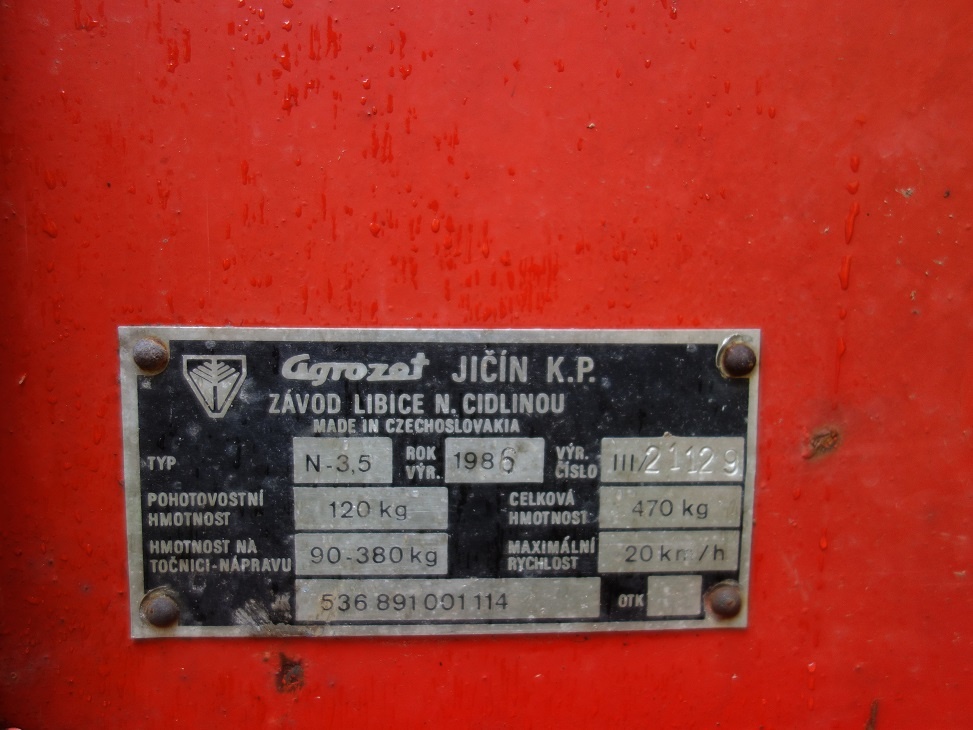 Agrozet JIČÍN K.P.
ZÁVOD LIBICE N. CIDLINOU
MADE IN CZECHOSLOVAKIA
TYP N-3,5 ROK VÝR. 1986 VÝR. ČÍSLO III/21129
POHOTOVOSTNÍ HMOTNOST 120 kg CELKOVÁ HMOTNOST 470 kg
HMOTNOST NA TOČNICI-NÁPRAVU 90-380 kg MAXIMÁLNÍ RYCHLOST 20 km/h
JK 536 891 001 114 OTK